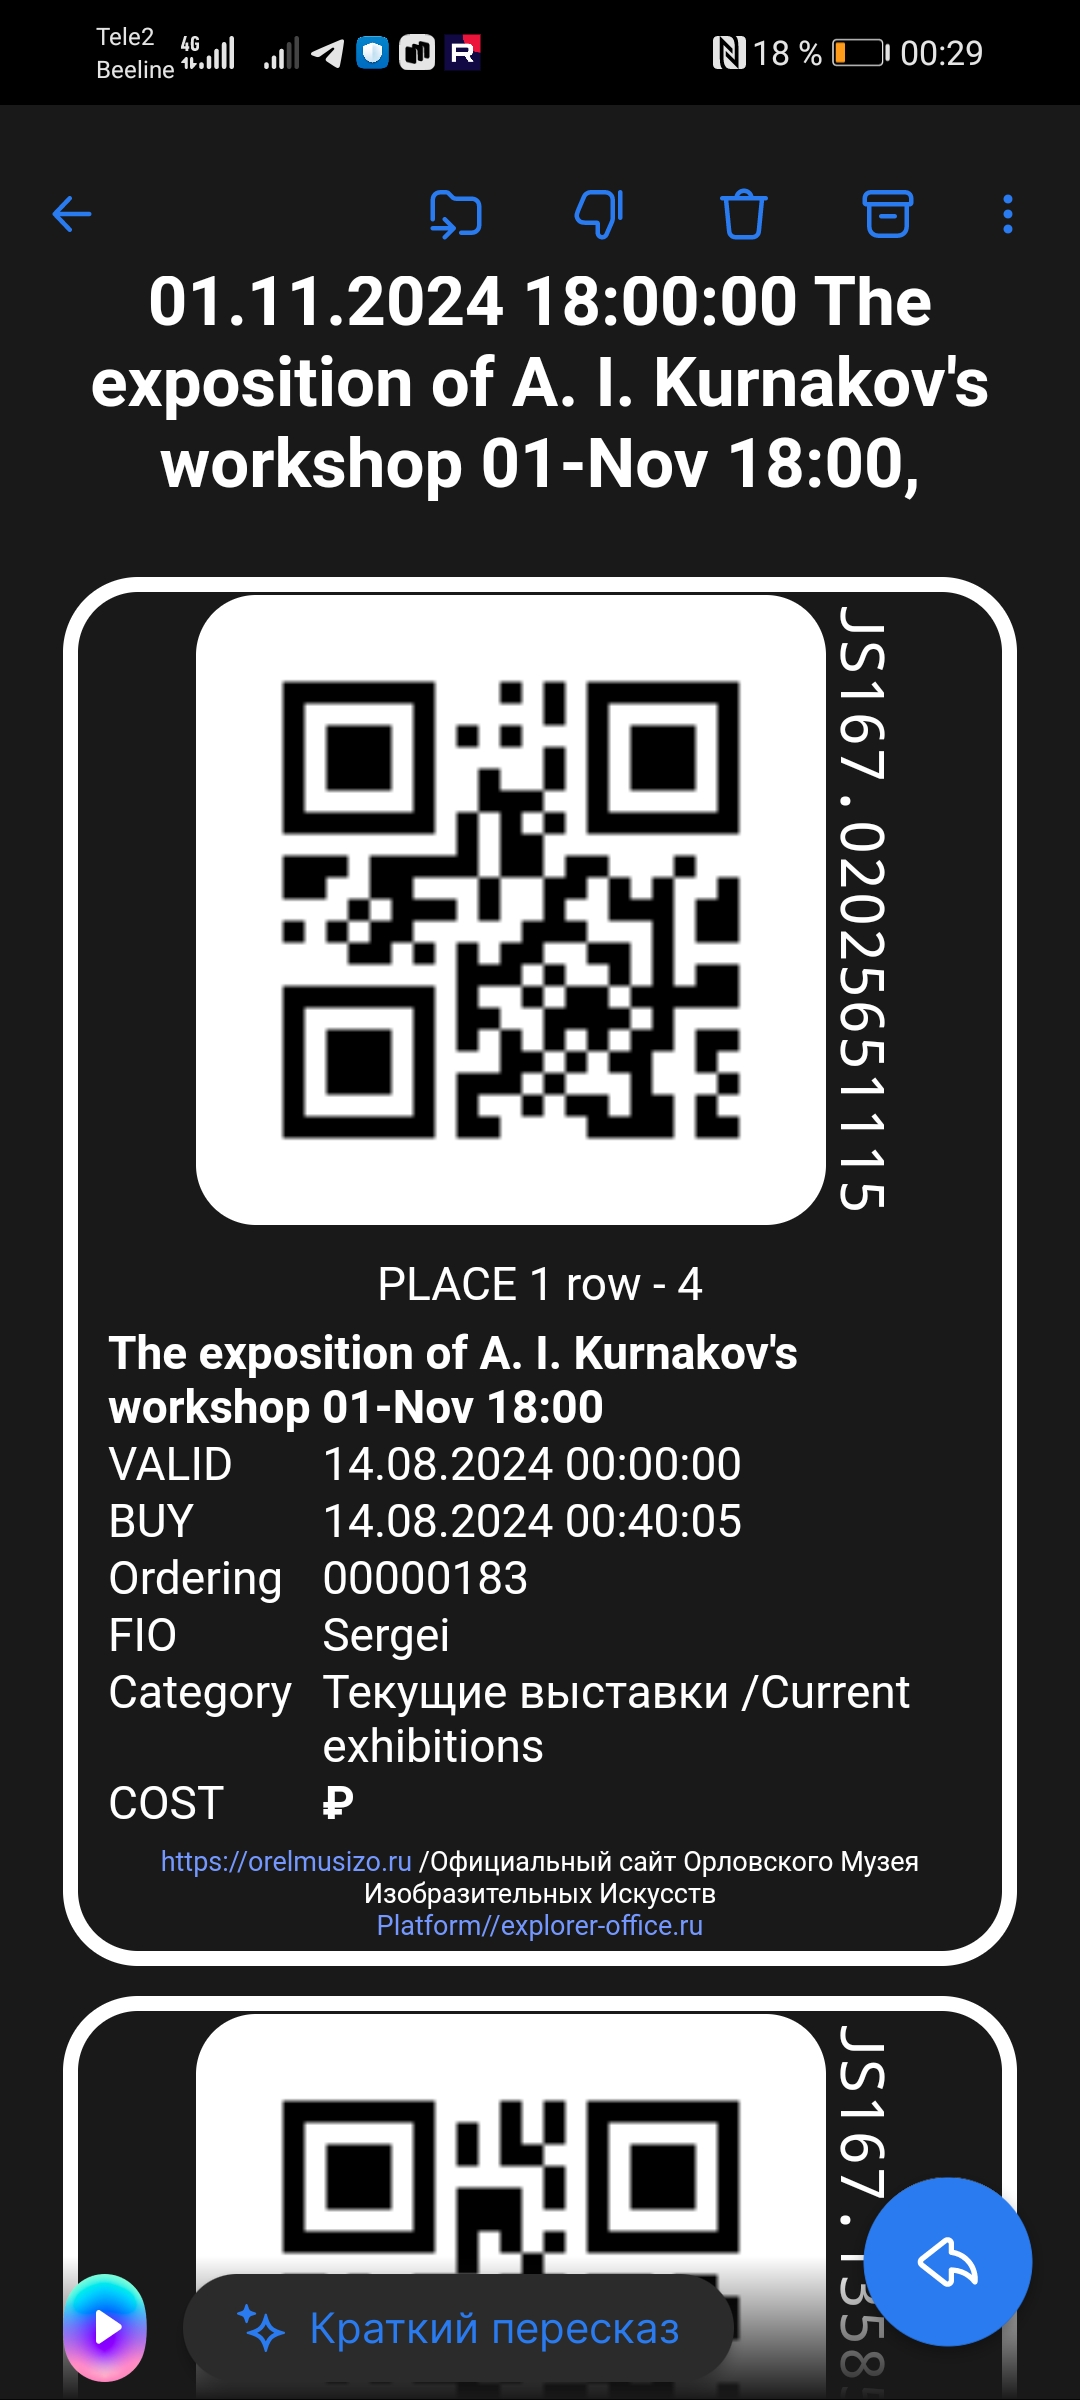 Tele2
Beeline
4G
18 %
00:29
01.11.2024 18:00:00 The
exposition of A. I. Kurnakov's
workshop 01-Nov 18:00,
JS167.02025651115
PLACE 1 row - 4
The exposition of A. I. Kurnakov's
workshop 01-Nov 18:00
VALID 14.08.2024 00:00:00
BUY 14.08.2024 00:40:05
Ordering 00000183
FIO Sergei
Category Текущие выставки /Current
exhibitions
COST ₽
https://orelmusizo.ru /Официальный сайт Орловского Музея
Изобразительных Искусств
Platform//explorer-office.ru
JS167.
Краткий пересказ